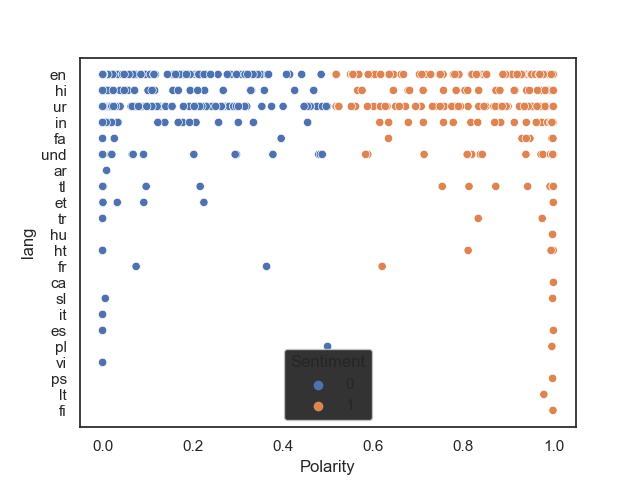 en
hi
ur
in
fa
und
ar
tl
et
tr
hu
ht
fr
ca
sl
it
es
pl
vi
ps
lt
fi
lang
Sentiment
0
1
0.0 0.2 0.4 0.6 0.8 1.0
Polarity